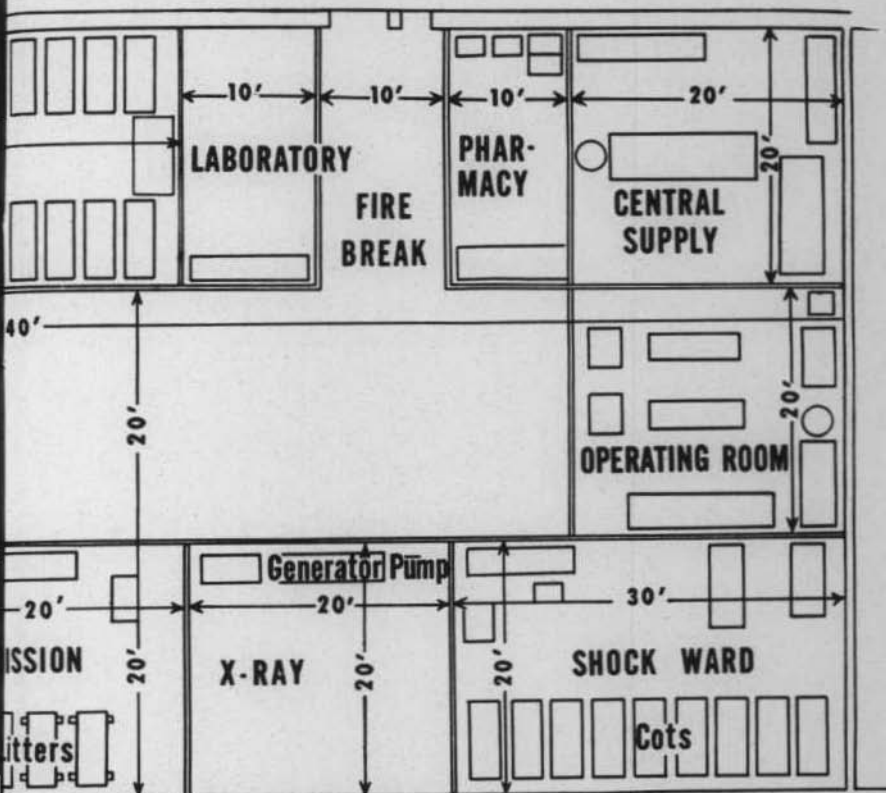 10' 10' 10' 20'
LABORATORY
PHAR-
MACY
20'
FIRE
BREAK
CENTRAL
SUPPLY
40'
20'
20'
OPERATING ROOM
Generator Pump
20' 20' 30'
ISSION
X-RAY
SHOCK WARD
20' 20' 20'
itters
Cots